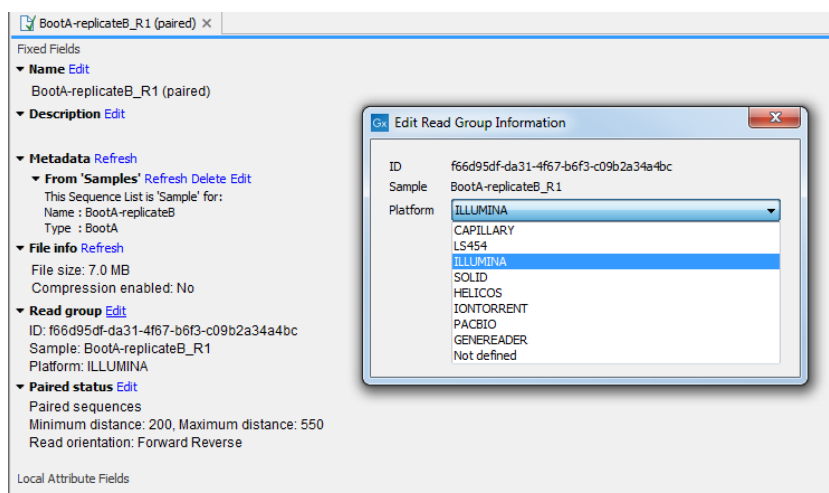 BootA-replicateB_R1 (paired)
Fixed Fields
Name Edit
BootA-replicateB_R1 (paired)
Description Edit
Metadata Refresh
From 'Samples' Refresh Delete Edit
This Sequence List is 'Sample' for:
Name : BootA-replicateB
Type : BootA
File info Refresh
File size: 7.0 MB
Compression enabled: No
Read group Edit
ID: f66d95df-da31-4f67-b6f3-c09b2a34a4bc
Sample: BootA-replicateB_R1
Platform: ILLUMINA
Paired status Edit
Paired sequences
Minimum distance: 200, Maximum distance: 550
Read orientation: Forward Reverse
Local Attribute Fields
Gx Edit Read Group Information
ID f66d95df-da31-4f67-b6f3-c09b2a34a4bc
Sample BootA-replicateB_R1
Platform ILLUMINA
CAPILLARY
LS454
ILLUMINA
SOLID
HELICOS
IONTORRENT
PACBIO
GENEREADER
Not defined